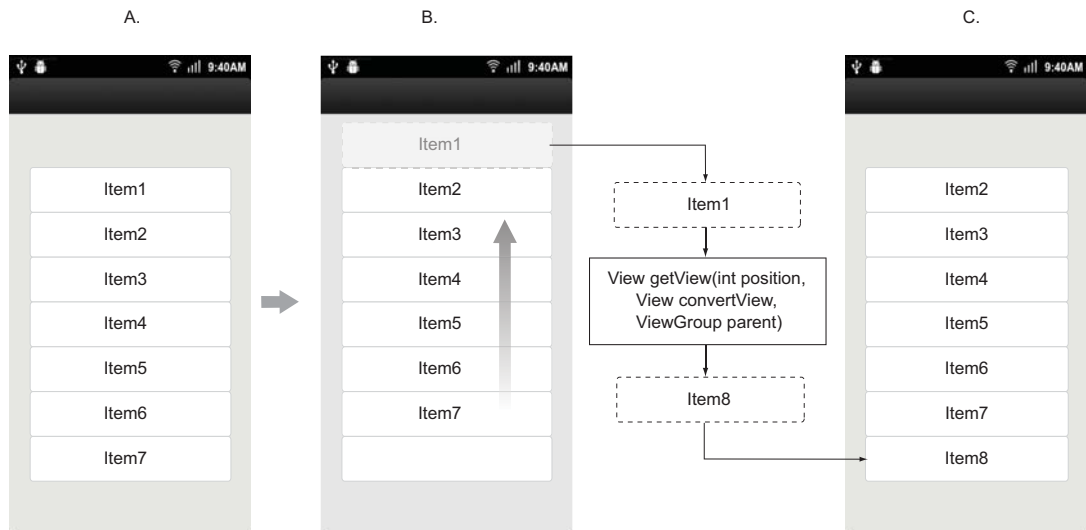 A.
B.
C.
9:40AM
Item1
Item2
Item3
Item4
Item5
Item6
Item7
9:40AM
Item1
Item2
Item3
Item4
Item5
Item6
Item7
Item1
View getView(int position,
View convertView,
ViewGroup parent)
Item8
9:40AM
Item2
Item3
Item4
Item5
Item6
Item7
Item8